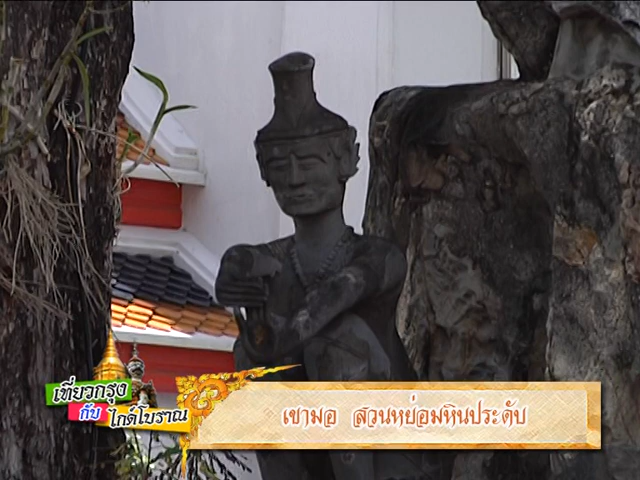 เที่ยวกรุง
กับ ไกด์โบราณ
เขามอ สวนหย่อมหินประดับ